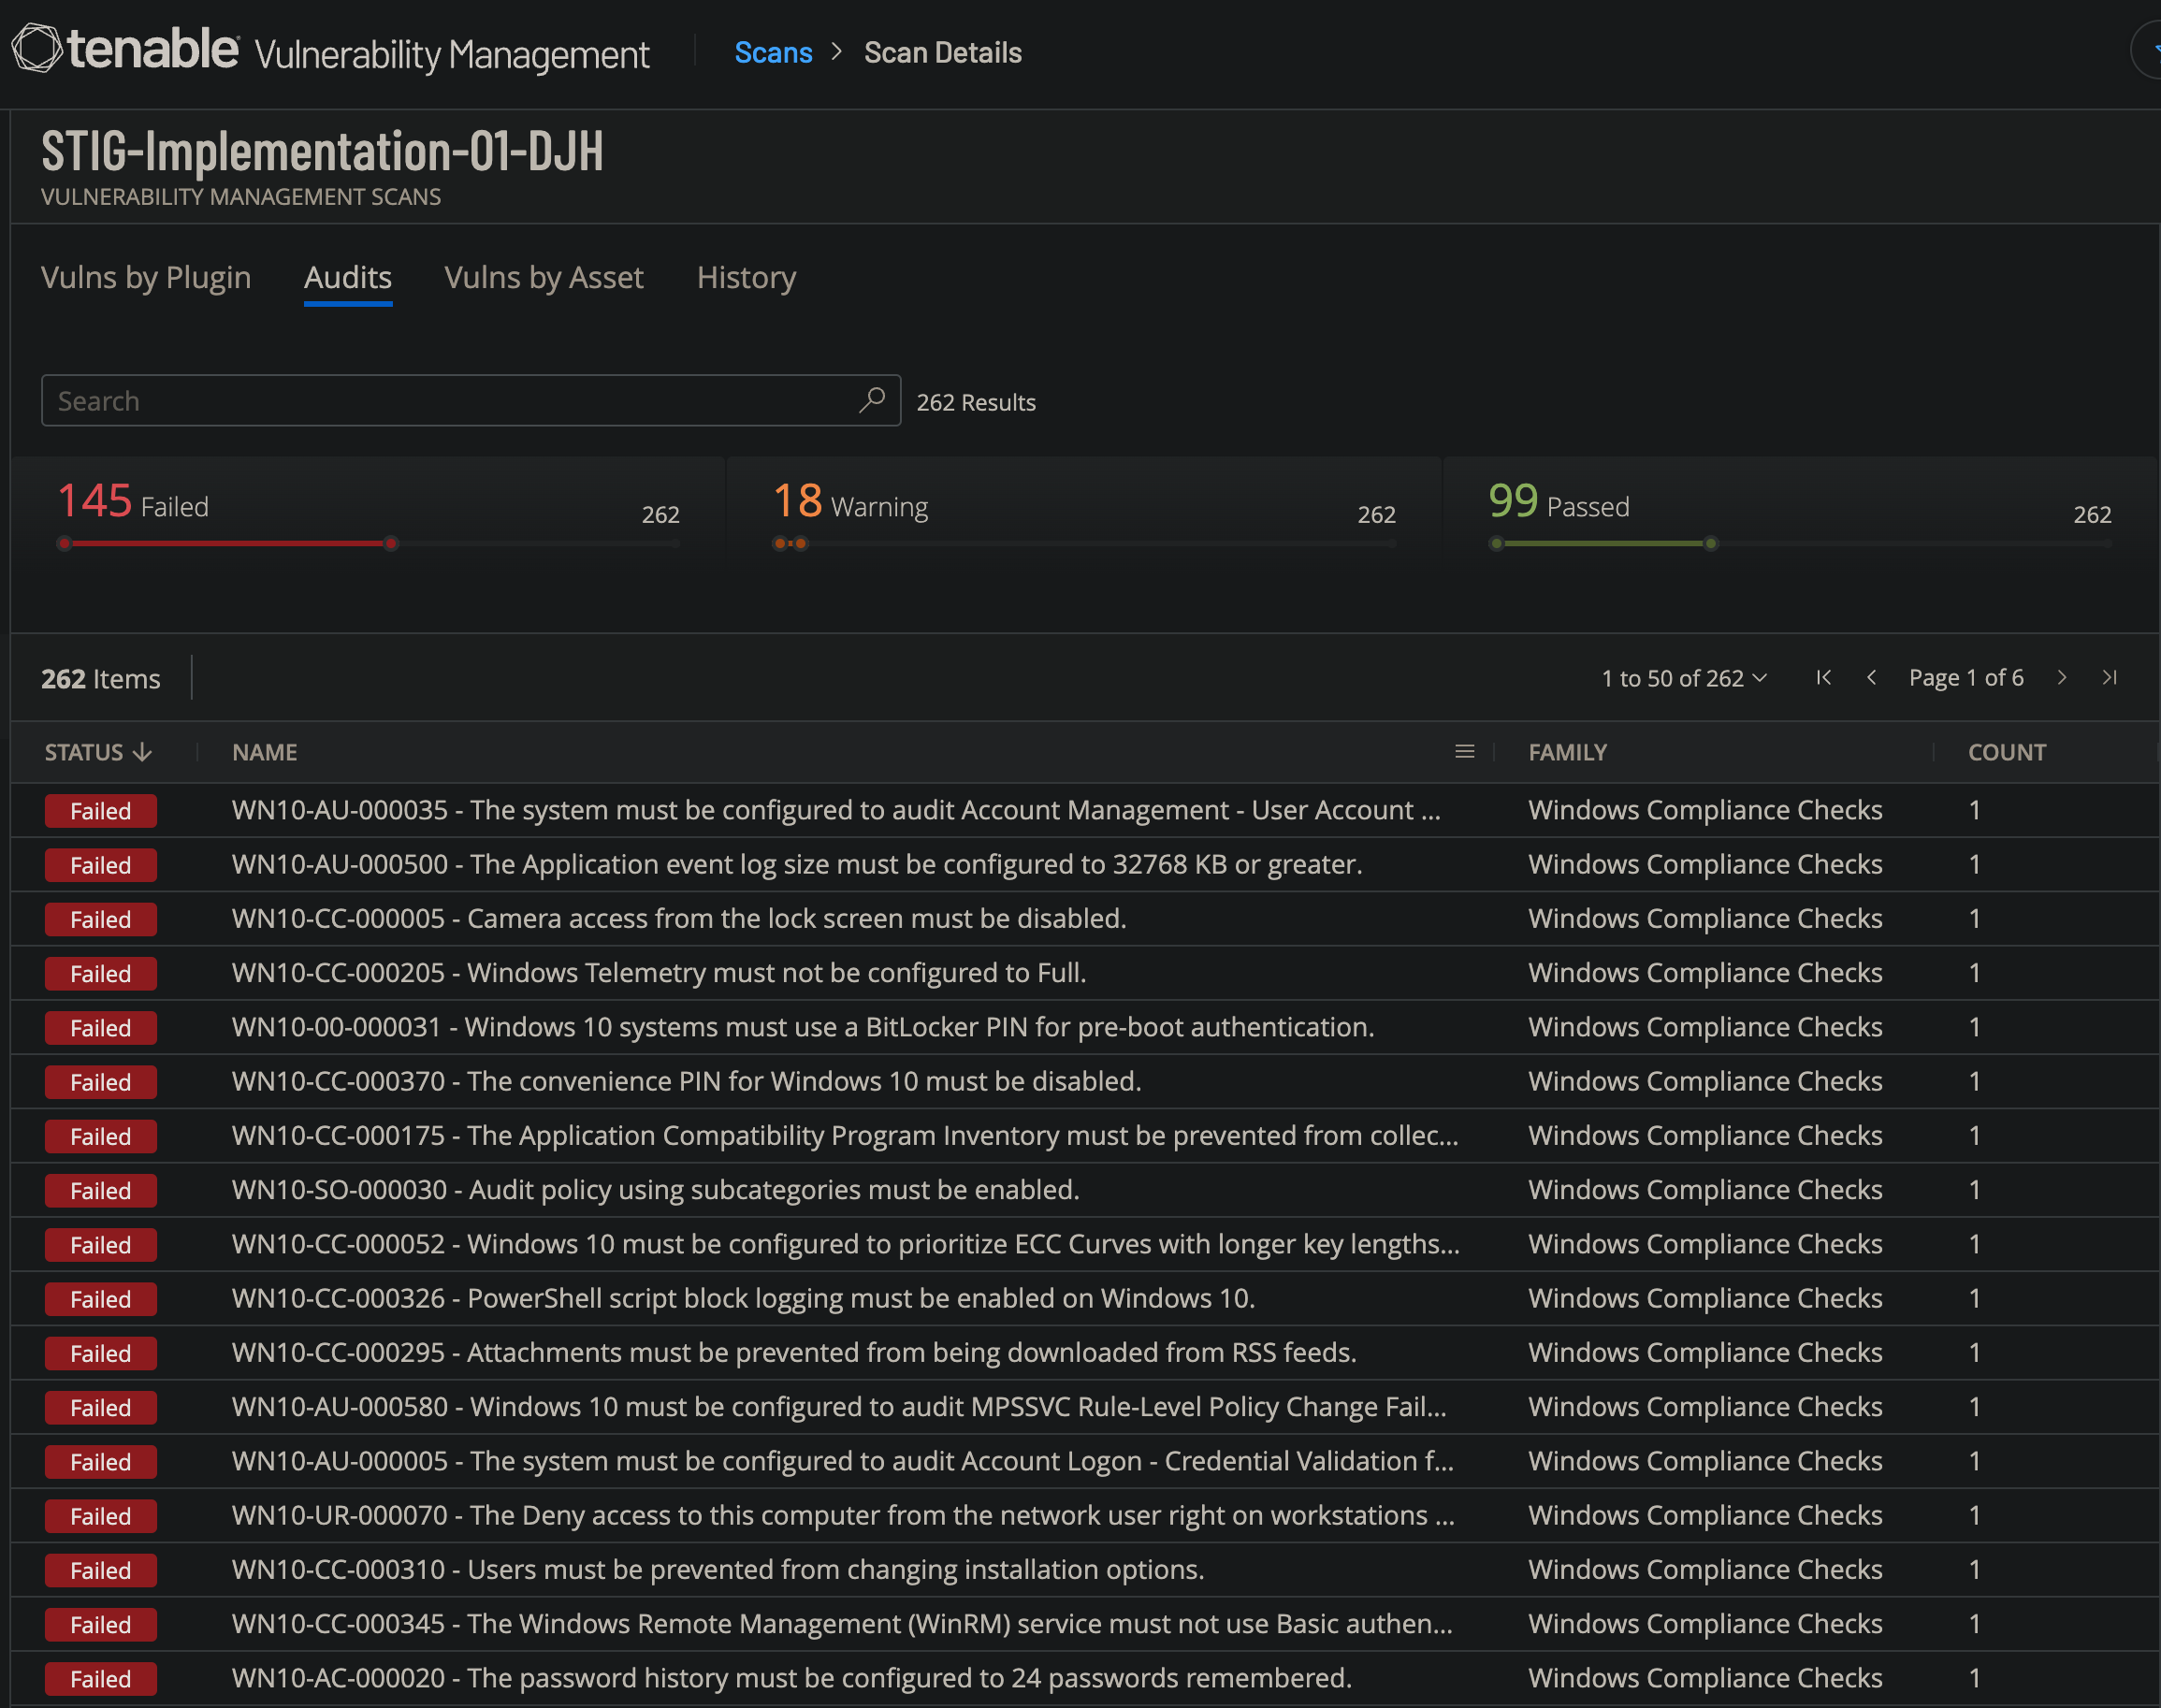 tenable Vulnerability Management Scans > Scan Details
STIG-Implementation-01-DJH
VULNERABILITY MANAGEMENT SCANS
Vulns by Plugin Audits Vulns by Asset History
Search 262 Results
145 Failed 262 18 Warning 262 99 Passed 262
262 Items 1 to 50 of 262 Page 1 of 6
STATUS NAME FAMILY COUNT
Failed WN10-AU-000035 - The system must be configured to audit Account Management - User Account ... Windows Compliance Checks 1
Failed WN10-AU-000500 - The Application event log size must be configured to 32768 KB or greater. Windows Compliance Checks 1
Failed WN10-CC-000005 - Camera access from the lock screen must be disabled. Windows Compliance Checks 1
Failed WN10-CC-000205 - Windows Telemetry must not be configured to Full. Windows Compliance Checks 1
Failed WN10-00-000031 - Windows 10 systems must use a BitLocker PIN for pre-boot authentication. Windows Compliance Checks 1
Failed WN10-CC-000370 - The convenience PIN for Windows 10 must be disabled. Windows Compliance Checks 1
Failed WN10-CC-000175 - The Application Compatibility Program Inventory must be prevented from collec... Windows Compliance Checks 1
Failed WN10-SO-000030 - Audit policy using subcategories must be enabled. Windows Compliance Checks 1
Failed WN10-CC-000052 - Windows 10 must be configured to prioritize ECC Curves with longer key lengths... Windows Compliance Checks 1
Failed WN10-CC-000326 - PowerShell script block logging must be enabled on Windows 10. Windows Compliance Checks 1
Failed WN10-CC-000295 - Attachments must be prevented from being downloaded from RSS feeds. Windows Compliance Checks 1
Failed WN10-AU-000580 - Windows 10 must be configured to audit MPSSVC Rule-Level Policy Change Fail... Windows Compliance Checks 1
Failed WN10-AU-000005 - The system must be configured to audit Account Logon - Credential Validation f... Windows Compliance Checks 1
Failed WN10-UR-000070 - The Deny access to this computer from the network user right on workstations ... Windows Compliance Checks 1
Failed WN10-CC-000310 - Users must be prevented from changing installation options. Windows Compliance Checks 1
Failed WN10-CC-000345 - The Windows Remote Management (WinRM) service must not use Basic authen... Windows Compliance Checks 1
Failed WN10-AC-000020 - The password history must be configured to 24 passwords remembered. Windows Compliance Checks 1